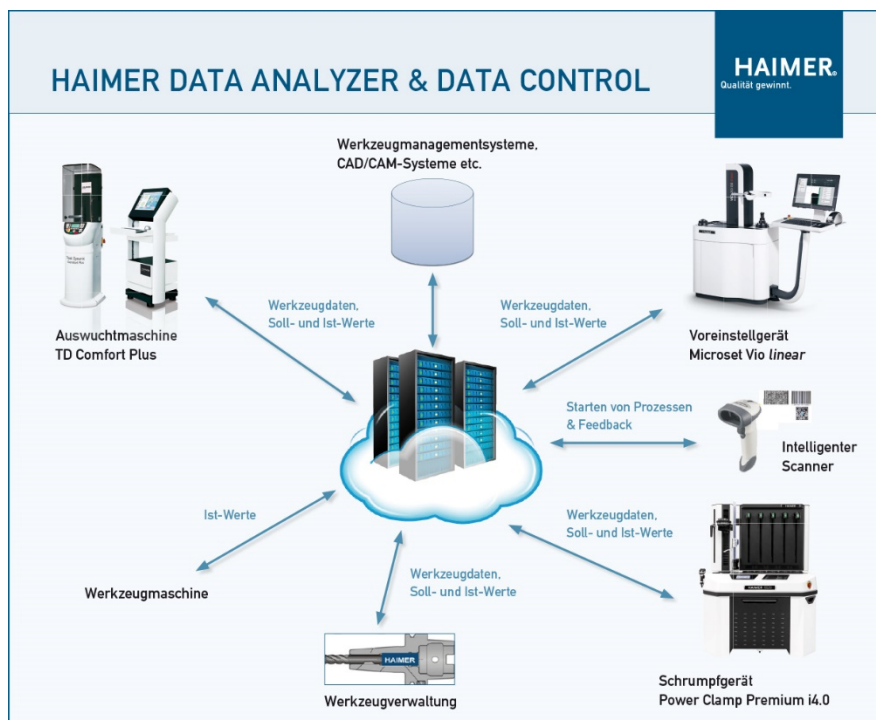 HAIMER DATA ANALYZER & DATA CONTROL
HAIMER®
Qualität gewinnt.
Werkzeugmanagementsysteme,
CAD/CAM-Systeme etc.
Werkzeugdaten,
Soll- und Ist-Werte
Werkzeugdaten,
Soll- und Ist-Werte
Auswuchtmaschine
TD Comfort Plus
Voreinstellgerät
Microset Vio linear
Starten von Prozessen
& Feedback
Intelligenter
Scanner
Ist-Werte
Werkzeugdaten,
Soll- und Ist-Werte
Werkzeugdaten,
Soll- und Ist-Werte
Werkzeugmaschine
HAIMER
Werkzeugverwaltung
Schrumpfgerät
Power Clamp Premium i4.0